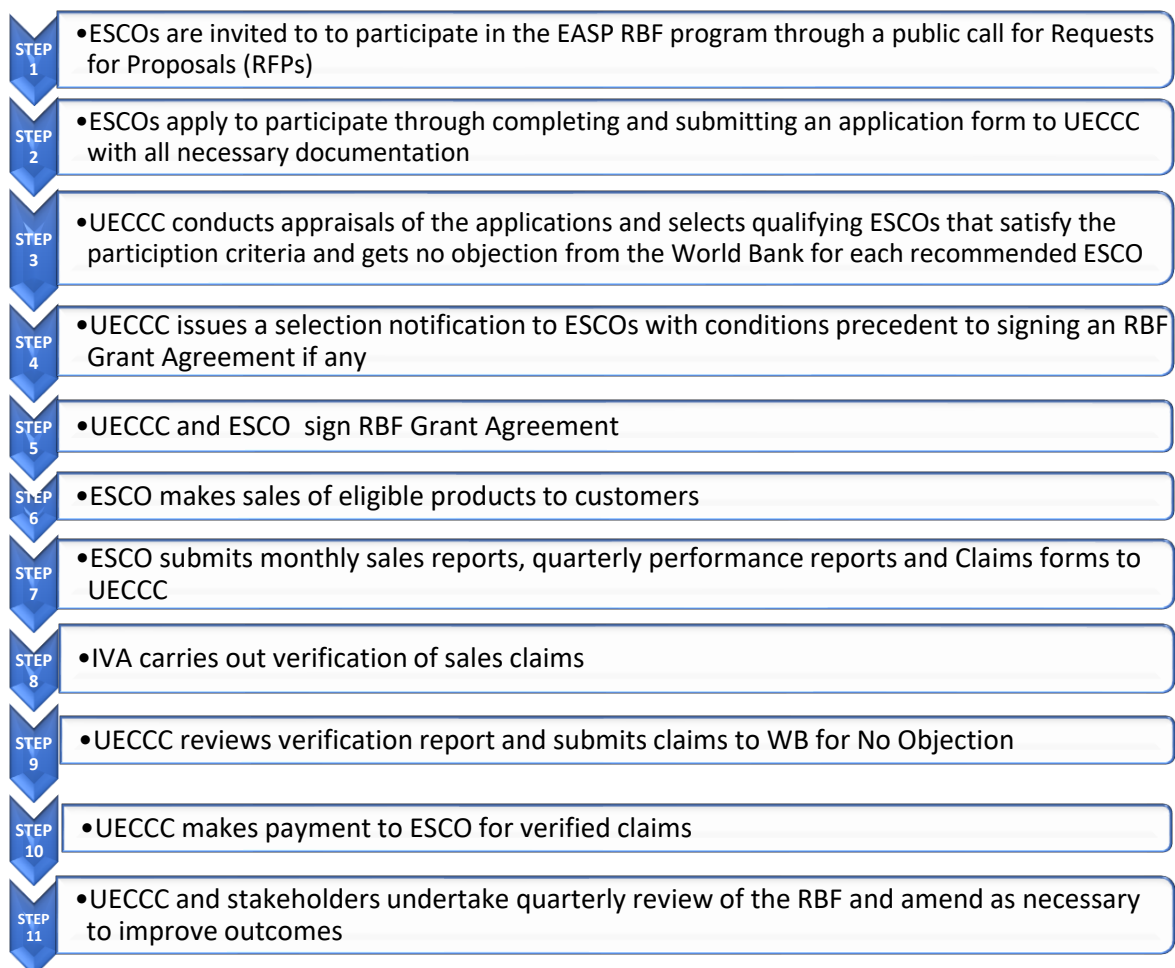 STEP
1
•ESCOs are invited to to participate in the EASP RBF program through a public call for Requests
for Proposals (RFPs)
STEP
2
•ESCOs apply to participate through completing and submitting an application form to UECCC
with all necessary documentation
STEP
3
•UECCC conducts appraisals of the applications and selects qualifying ESCOs that satisfy the
particiption criteria and gets no objection from the World Bank for each recommended ESCO
STEP
4
•UECCC issues a selection notification to ESCOs with conditions precedent to signing an RBF
Grant Agreement if any
STEP
5
•UECCC and ESCO sign RBF Grant Agreement
STEP
6
•ESCO makes sales of eligible products to customers
STEP
7
•ESCO submits monthly sales reports, quarterly performance reports and Claims forms to
UECCC
STEP
8
•IVA carries out verification of sales claims
STEP
9
•UECCC reviews verification report and submits claims to WB for No Objection
STEP
10
•UECCC makes payment to ESCO for verified claims
STEP
11
•UECCC and stakeholders undertake quarterly review of the RBF and amend as necessary
to improve outcomes